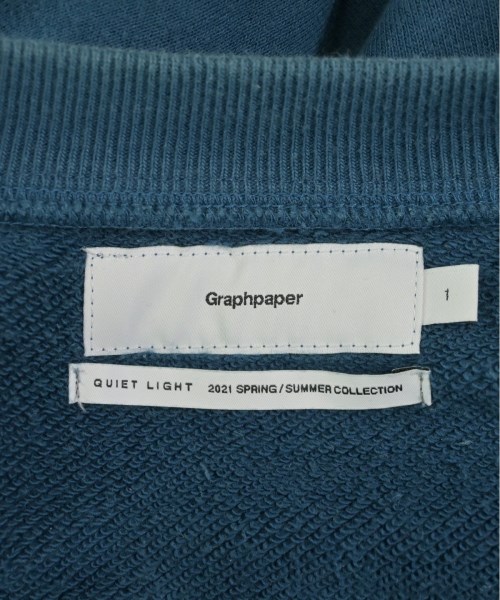 Graphpaper
1
QUIET LIGHT 2021 SPRING/SUMMER COLLECTION